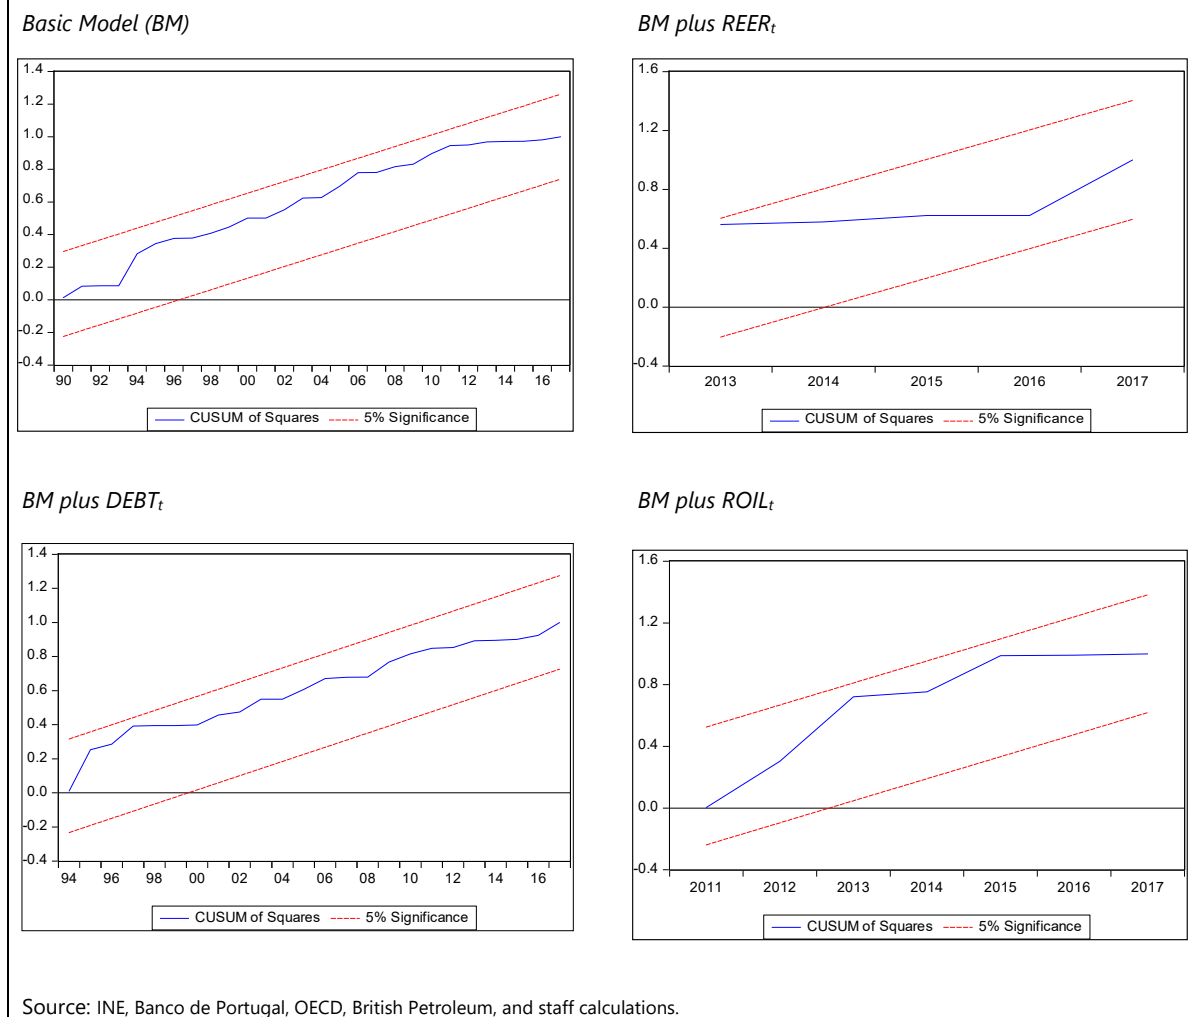 Basic Model (BM)
1.4
1.2
1.0
0.8
0.6
0.4
0.2
0.0
-0.2
-0.4
90 92 94 96 98 00 02 04 06 08 10 12 14 16
CUSUM of Squares 5% Significance
BM plus REERt
1.6
1.2
0.8
0.4
0.0
-0.4
2013 2014 2015 2016 2017
CUSUM of Squares 5% Significance
BM plus DEBTt
1.4
1.2
1.0
0.8
0.6
0.4
0.2
0.0
-0.2
-0.4
94 96 98 00 02 04 06 08 10 12 14 16
CUSUM of Squares 5% Significance
BM plus ROILt
1.6
1.2
0.8
0.4
0.0
-0.4
2011 2012 2013 2014 2015 2016 2017
CUSUM of Squares 5% Significance
Source: INE, Banco de Portugal, OECD, British Petroleum, and staff calculations.